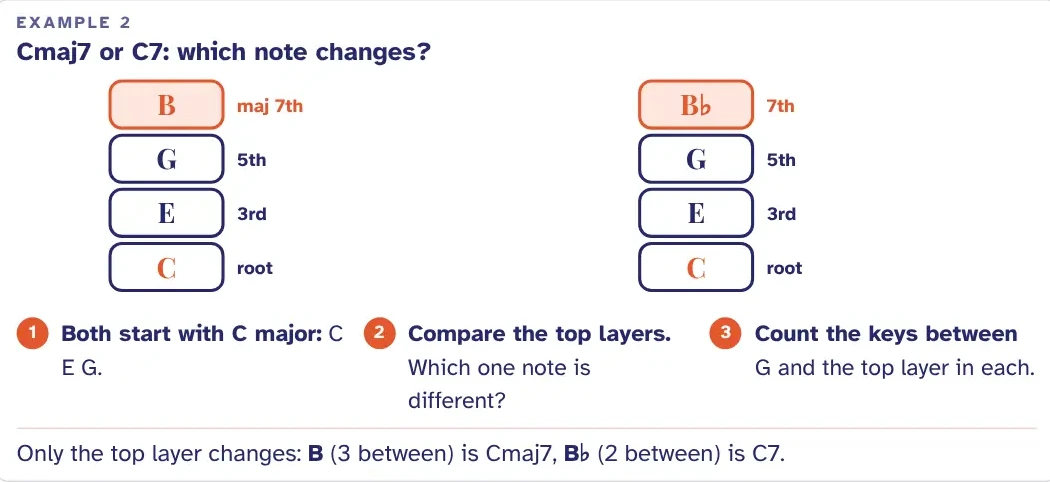 EXAMPLE 2
Cmaj7 or C7: which note changes?
B maj 7th
G 5th
E 3rd
C root
B♭ 7th
G 5th
E 3rd
C root
1 Both start with C major: C
E G.
2 Compare the top layers.
Which one note is
different?
3 Count the keys between
G and the top layer in each.
Only the top layer changes: B (3 between) is Cmaj7, B♭ (2 between) is C7.